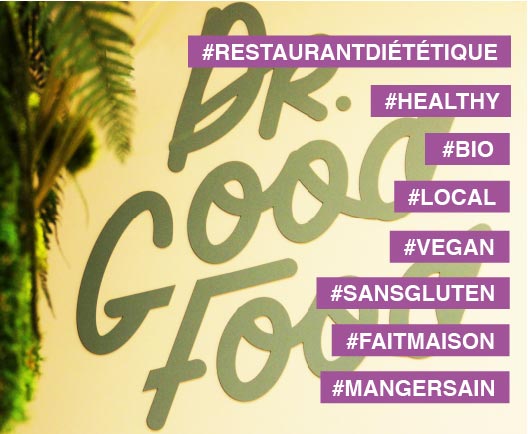 Dr.
Good
Food
#RESTAURANTDIÉTÉTIQUE
#HEALTHY
#BIO
#LOCAL
#VEGAN
#SANSGLUTEN
#FAITMAISON
#MANGERSAIN